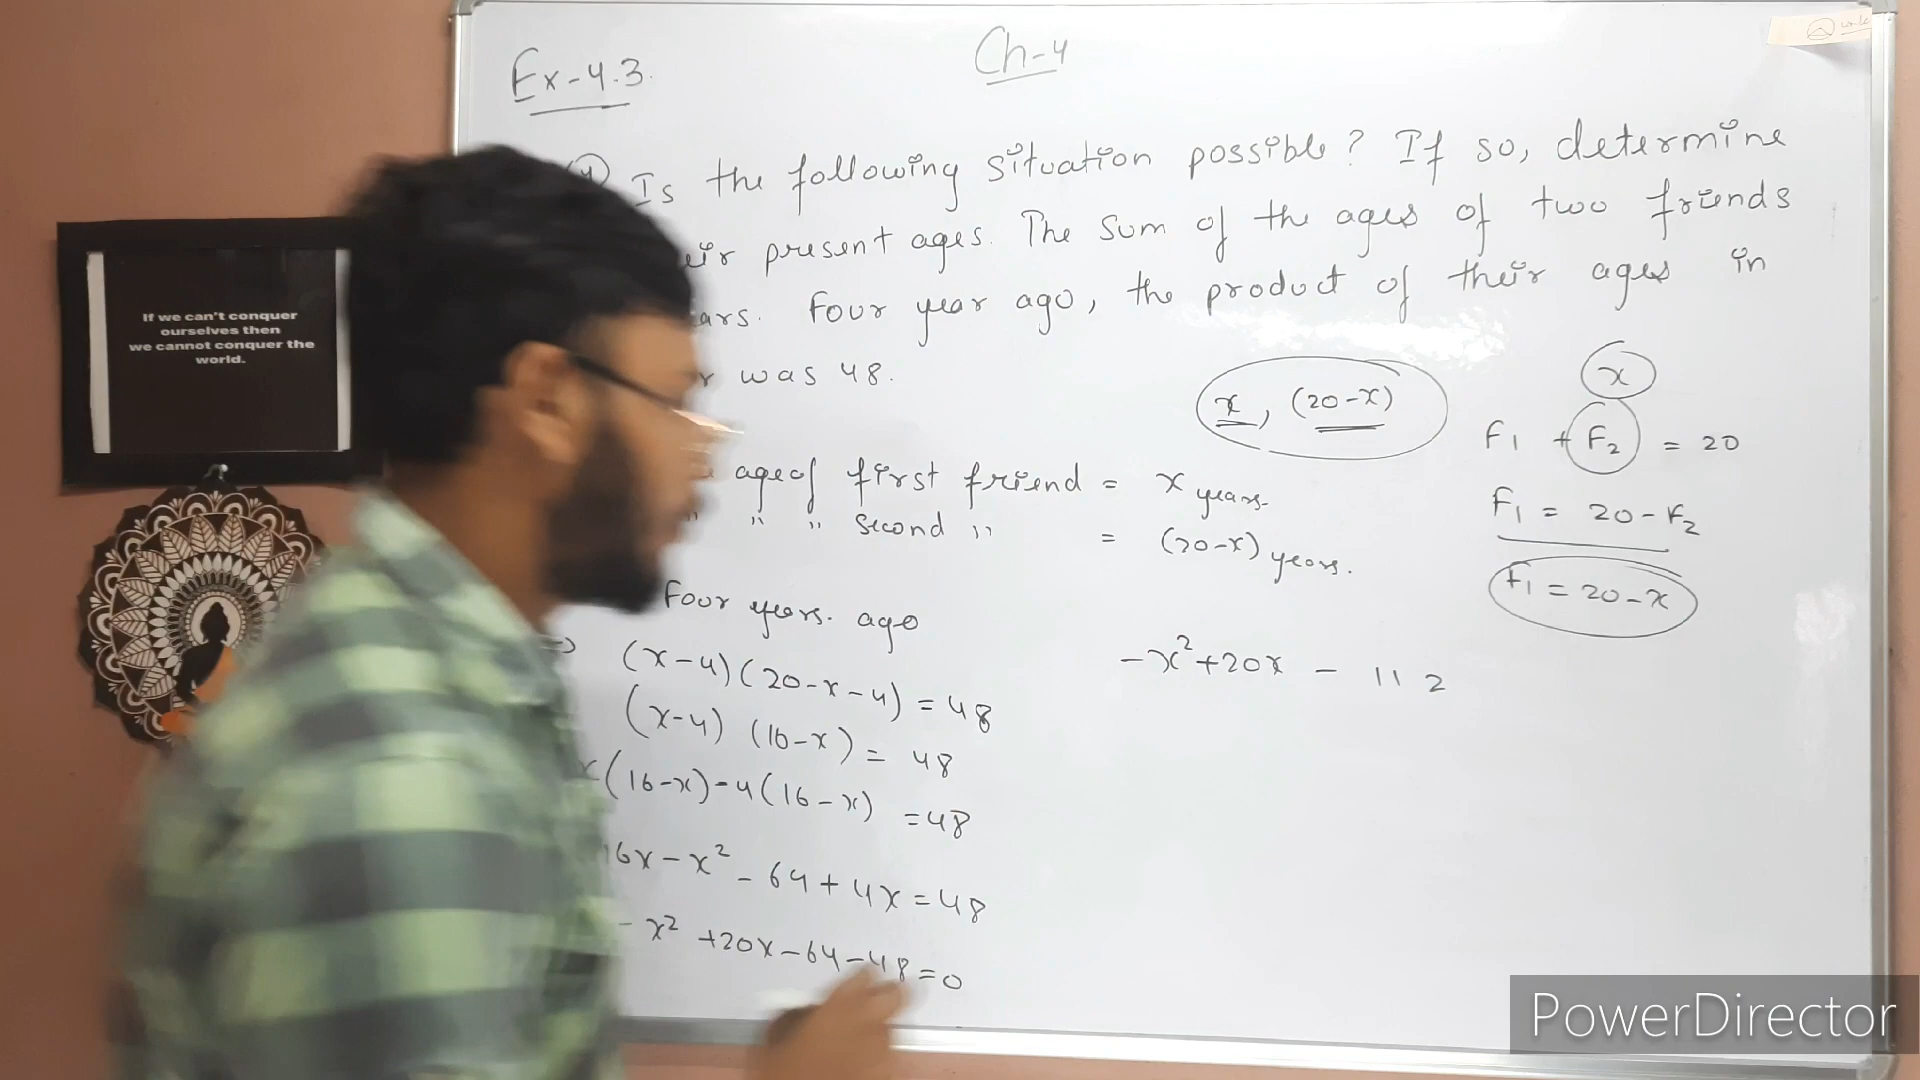 Ch-4
Ex-4.3.
Is the following situation possible? If so, determine
present ages. The sum of the ages of two friends
Four year ago, the product of their ages in
was 48.
x, (20-x)
x
F1 + F2 = 20
F1 = 20-F2
F1 = 20-x
age of first friend = x years.
" " second " = (20-x) years.
Four years. ago
⇒ (x-4)(20-x-4) = 48
(x-4) (16-x) = 48
x(16-x)-4(16-x) = 48
16x-x² - 64 + 4x = 48
-x² +20x-64-48=0
-x²+20x - 112
If we can't conquer
ourselves then
we cannot conquer the
world.
PowerDirector